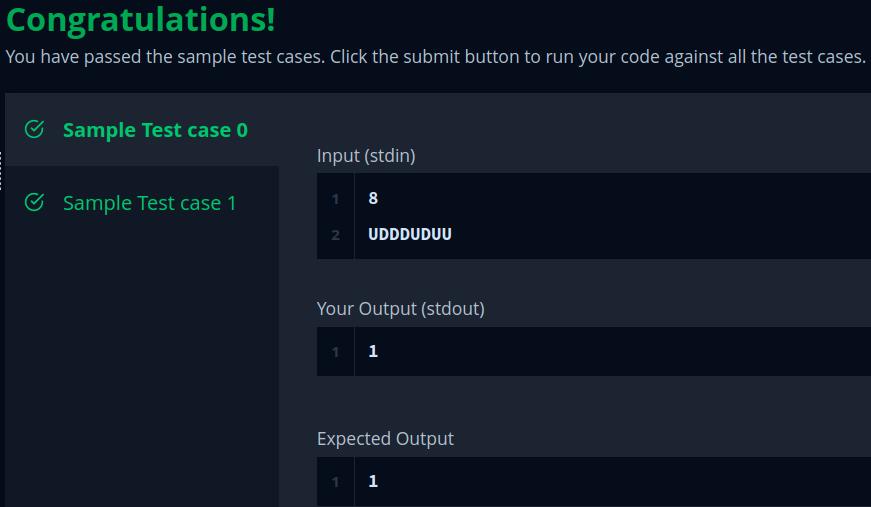 Congratulations!
You have passed the sample test cases. Click the submit button to run your code against all the test cases.
Sample Test case 0
Sample Test case 1
Input (stdin)
1 8
2 UDDDUDUU
Your Output (stdout)
1 1
Expected Output
1 1